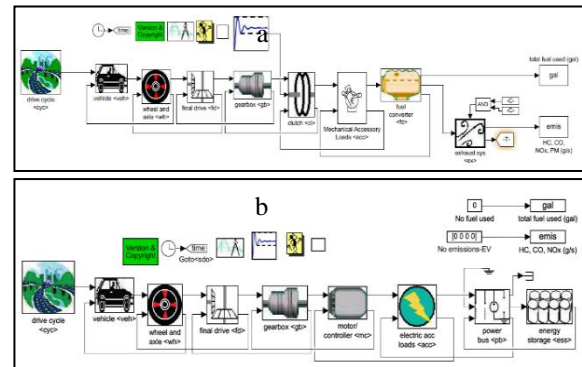 a
time
Version &
Copyright
total fuel used (gal)
gal
drive cycle
<cyc>
vehicle <veh>
wheel and
axle <wh>
final drive <fd>
gearbox <gb>
clutch <cl>
Mechanical Accessory
Loads <acc>
fuel
converter
<fc>
AND
exhaust sys
<ex>
emis
HC, CO,
NOx, PM (g/s)
b
Version &
Copyright
time
Goto<sdo>
0
No fuel used
gal
total fuel used (gal)
[0 0 0 0]
No emissions-EV
emis
HC, CO, NOx (g/s)
drive cycle
<cyc>
vehicle <veh>
wheel and
axle <wh>
final drive <fd>
gearbox <gb>
motor/
controller <mc>
electric acc
loads <acc>
power
bus <pb>
energy
storage <ess>